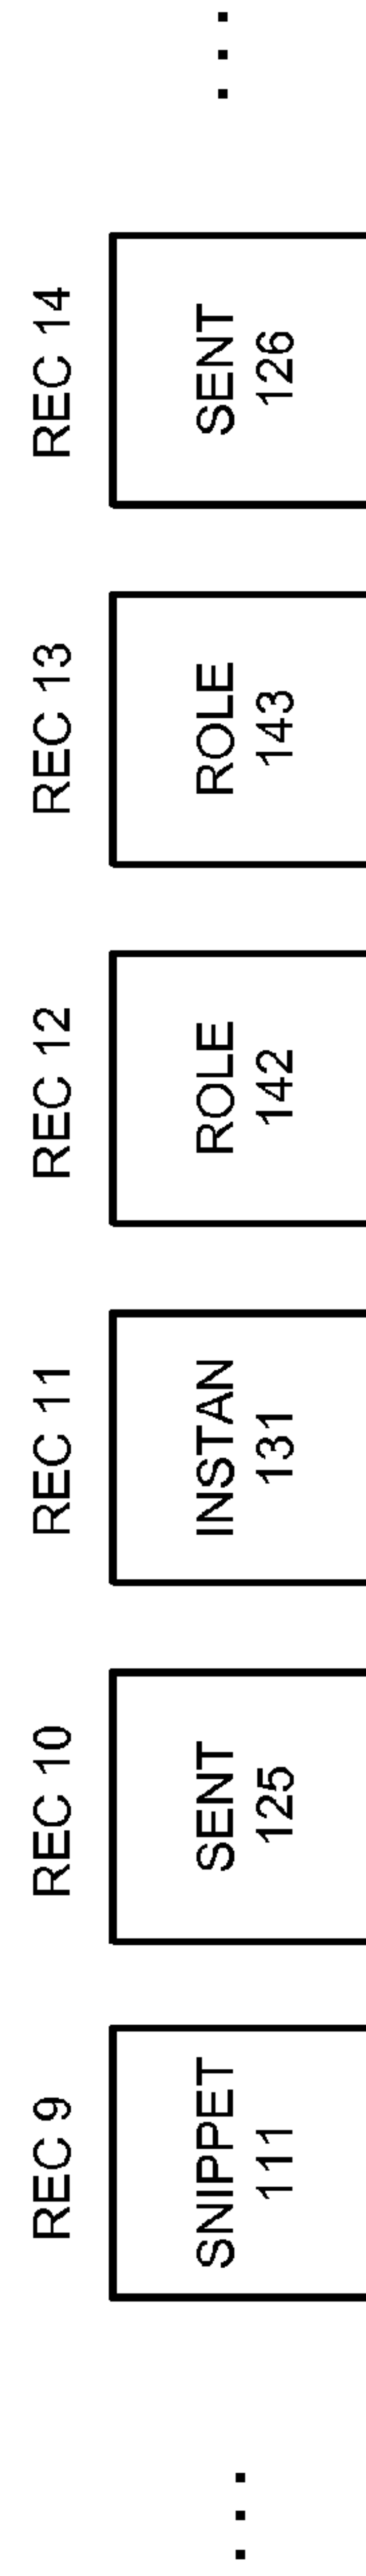 REC 9
SNIPPET
111
REC 10
SENT
125
REC 11
INSTAN
131
REC 12
ROLE
142
REC 13
ROLE
143
REC 14
SENT
126